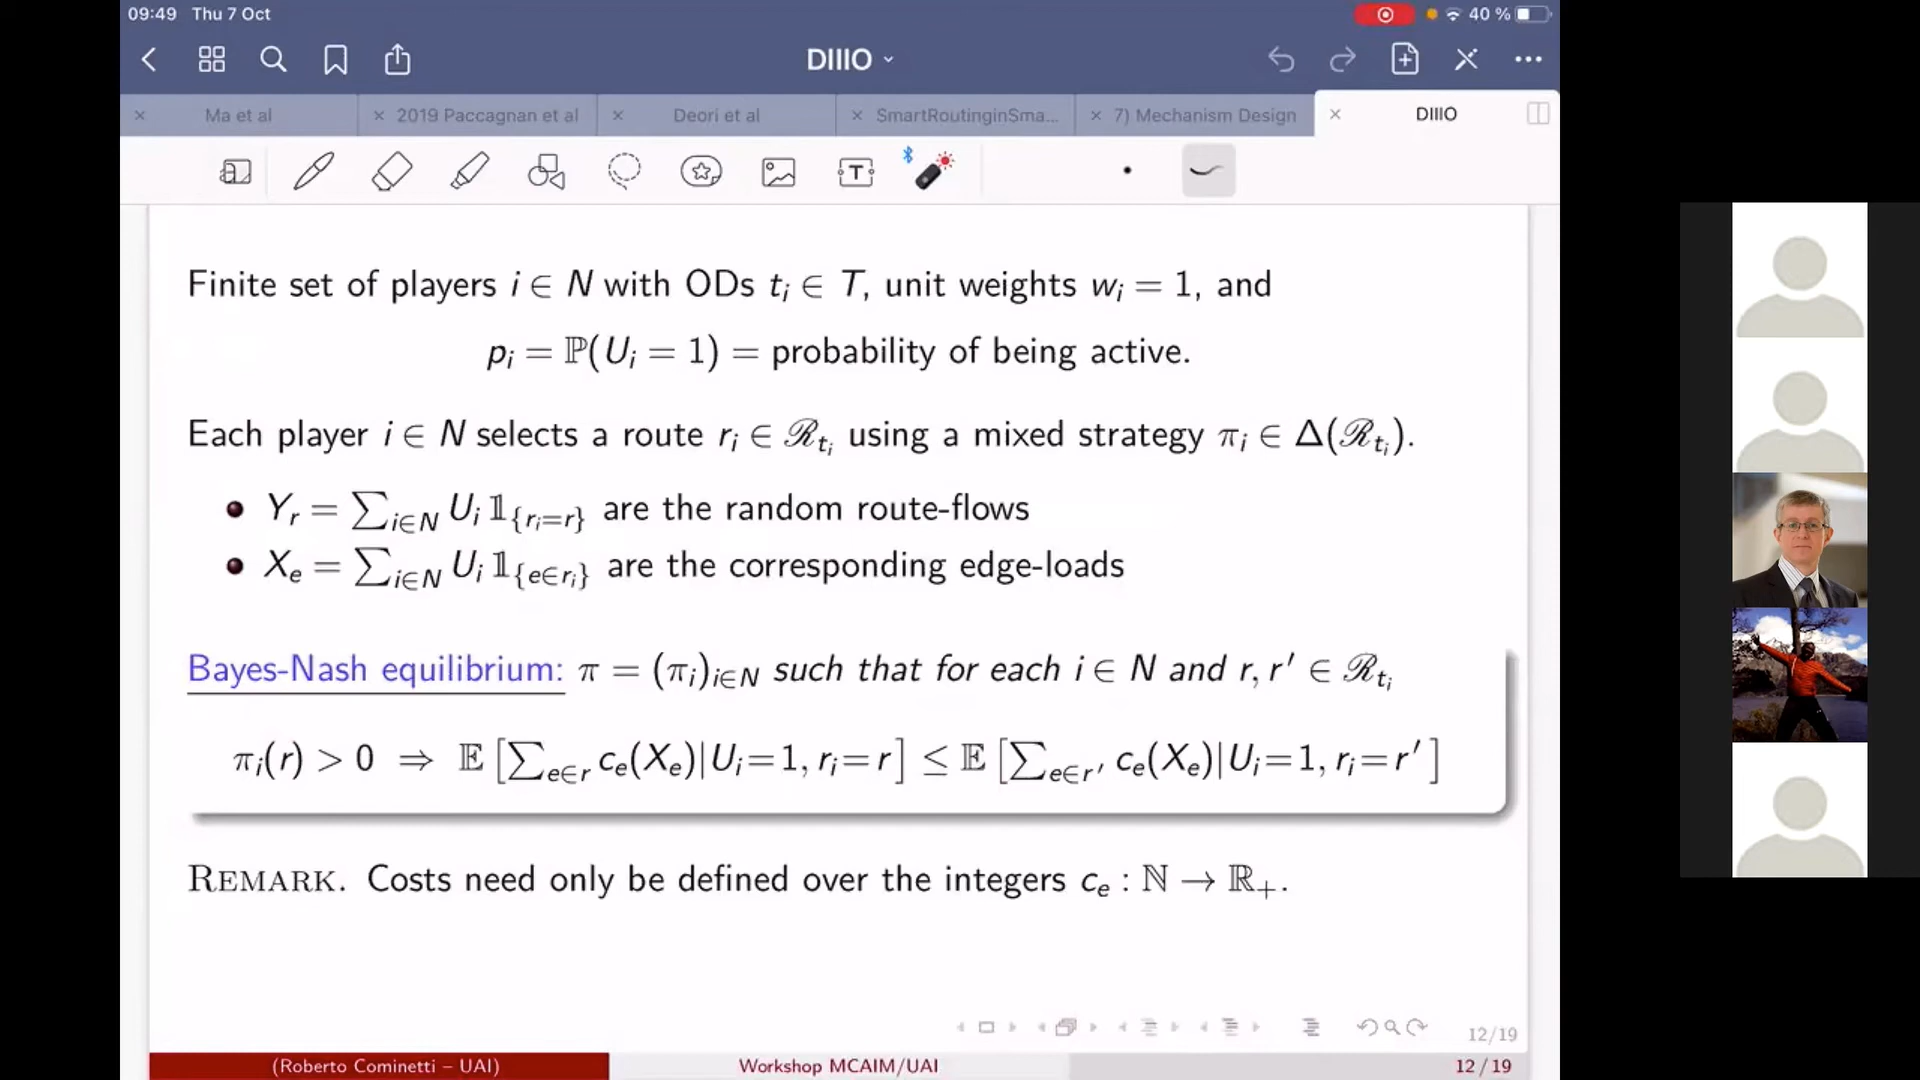 09:49 Thu 7 Oct
40 %
DIIIO
Ma et al
2019 Paccagnan et al
Deori et al
SmartRoutinginSma...
7) Mechanism Design
DIIIO
Finite set of players i ∈ N with ODs t_i ∈ T, unit weights w_i = 1, and
p_i = ℙ(U_i = 1) = probability of being active.
Each player i ∈ N selects a route r_i ∈ ℛ_{t_i} using a mixed strategy π_i ∈ Δ(ℛ_{t_i}).
• Y_r = ∑_{i∈N} U_i 𝟙_{{r_i=r}} are the random route-flows
• X_e = ∑_{i∈N} U_i 𝟙_{{e∈r_i}} are the corresponding edge-loads
Bayes-Nash equilibrium: π = (π_i)_{i∈N} such that for each i ∈ N and r, r′ ∈ ℛ_{t_i}
π_i(r) > 0 ⇒ 𝔼 [∑_{e∈r} c_e(X_e)|U_i=1, r_i=r] ≤ 𝔼 [∑_{e∈r′} c_e(X_e)|U_i=1, r_i=r′]
REMARK. Costs need only be defined over the integers c_e : ℕ → ℝ_+.
12/19
(Roberto Cominetti – UAI)
Workshop MCAIM/UAI
12 / 19